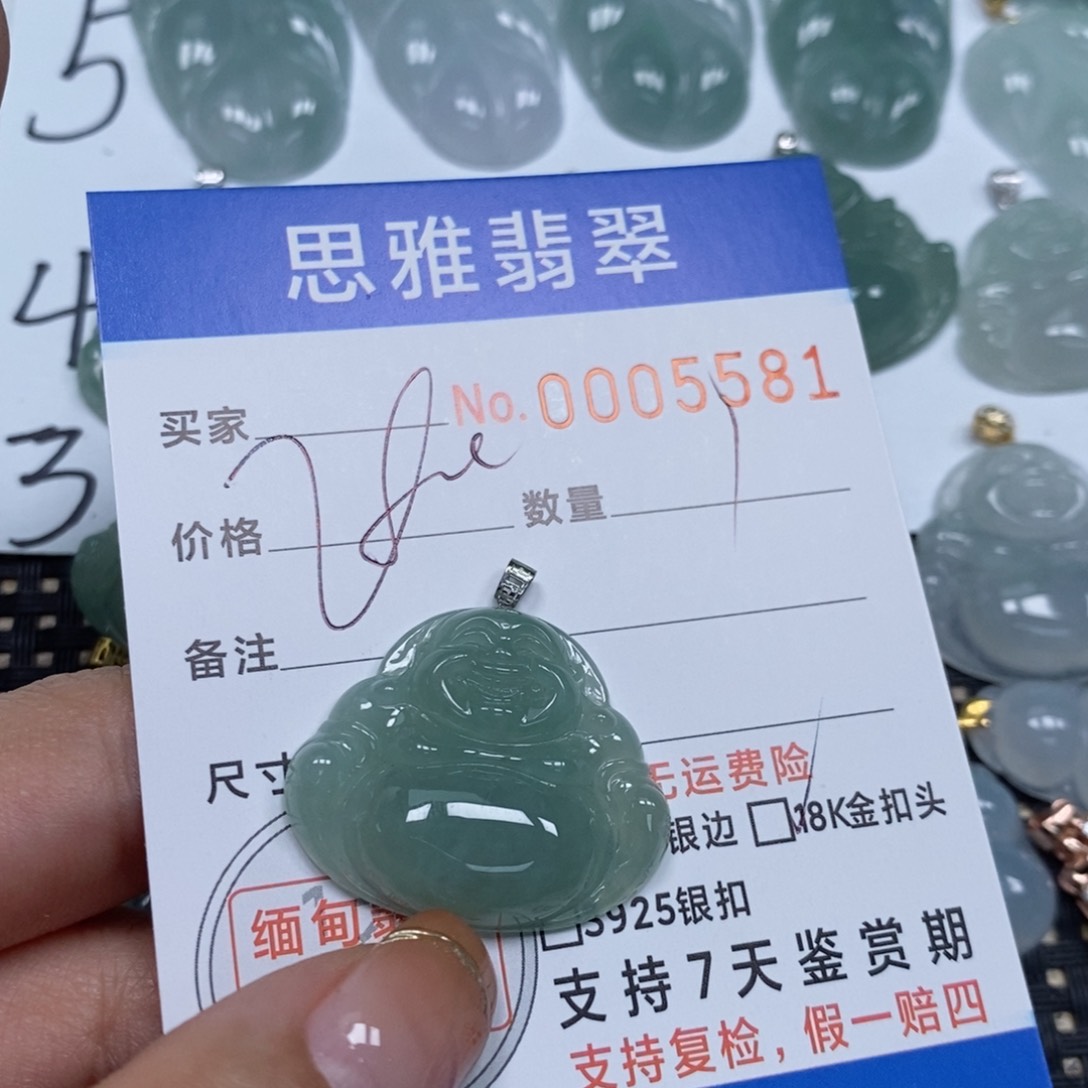 5
4
3
思雅翡翠
No.0005581
买家
价格 数量
备注
尺寸
无运费险
银边 □18K金扣头
缅甸
□S925银扣
支持7天鉴赏期
支持复检，假一赔四